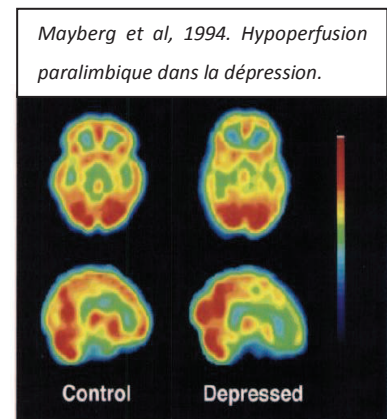 Mayberg et al, 1994. Hypoperfusion
paralimbique dans la dépression.
Control
Depressed